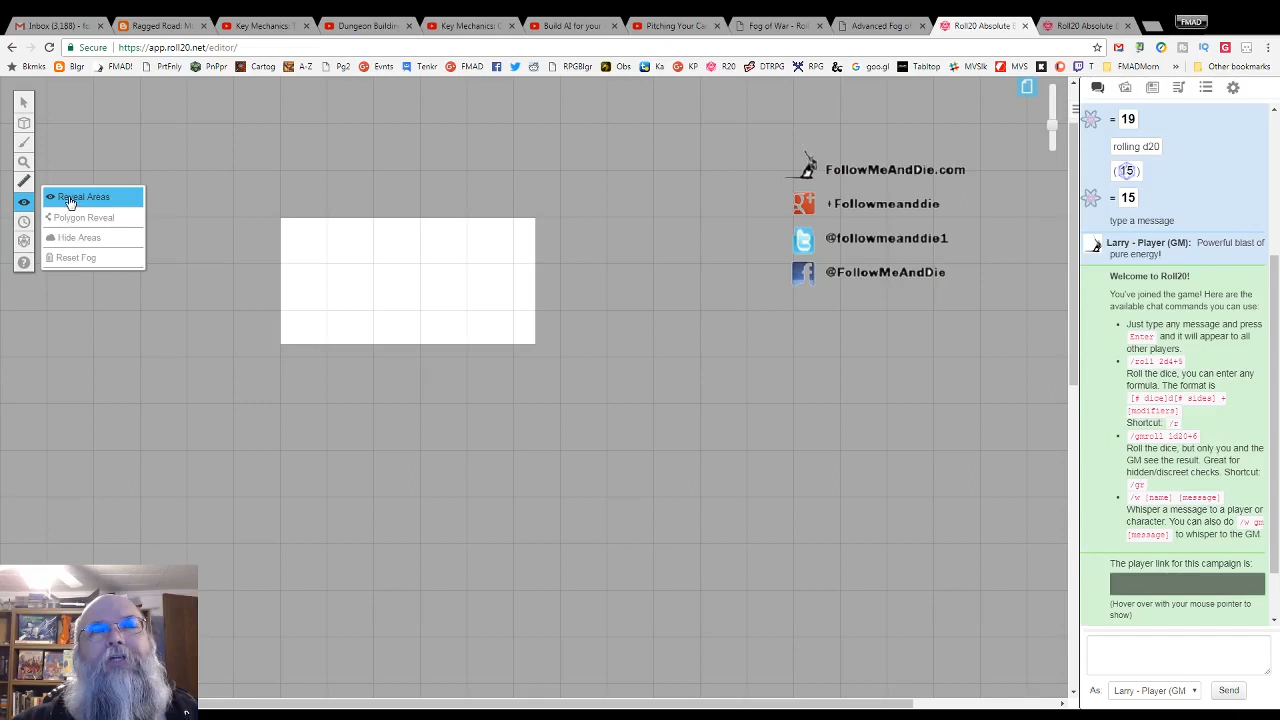 Inbox (3,188) - f
Ragged Road: M
Key Mechanics: T
Dungeon Building
Key Mechanics: C
Build AI for your
Pitching Your Ca
Fog of War - Roll
Advanced Fog of
Roll20 Absolute B
Roll20 Absolute B
FMAD
Secure
https://app.roll20.net/editor/
Bkmks
Blgr
FMAD!
PrtFnly
PnPpr
Cartog
A-Z
Pg2
Evnts
Tenkr
FMAD
RPGBlgr
Obs
Ka
KP
R20
DTRPG
RPG
goo.gl
Tabltop
MVSlk
MVS
T
FMADMorn
Other bookmarks
Reveal Areas
Polygon Reveal
Hide Areas
Reset Fog
FollowMeAndDie.com
+Followmeanddie
@followmeanddie1
@FollowMeAndDie
= 19
rolling d20
(15)
= 15
type a message
Larry - Player (GM): Powerful blast of
pure energy!
Welcome to Roll20!
You've joined the game! Here are the
available chat commands you can use:
Just type any message and press
Enter and it will appear to all
other players.
/roll 2d4+5
Roll the dice, you can enter any
formula. The format is
[# dice]d[# sides] +
[modifiers]
Shortcut: /r
/gmroll 1d20+6
Roll the dice, but only you and the
GM see the result. Great for
hidden/discreet checks. Shortcut:
/gr
/w [name] [message]
Whisper a message to a player or
character. You can also do /w gm
[message] to whisper to the GM.
The player link for this campaign is:
(Hover over with your mouse pointer to
show)
As:
Larry - Player (GM
Send